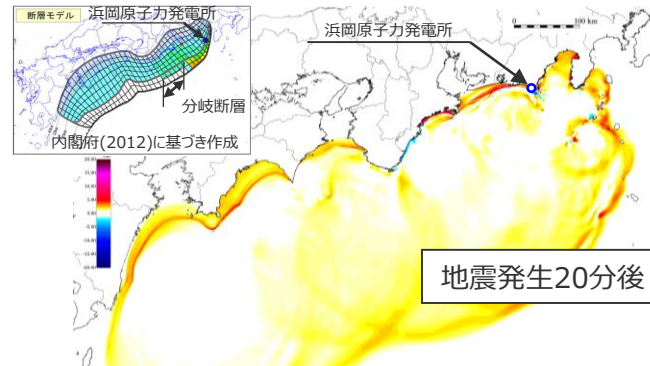 断層モデル
浜岡原子力発電所
分岐断層
内閣府(2012)に基づき作成
浜岡原子力発電所
0 100 km
地震発生20分後